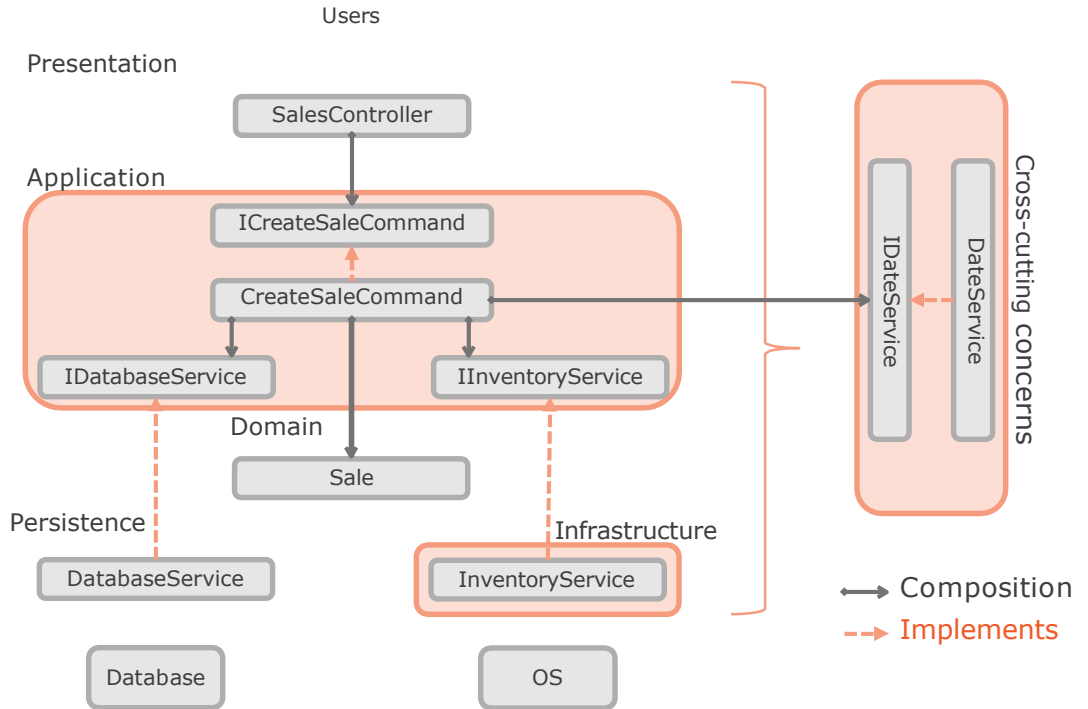 Users
Presentation
SalesController
Application
ICreateSaleCommand
CreateSaleCommand
IDatabaseService
IInventoryService
Domain
Sale
Persistence
Infrastructure
DatabaseService
InventoryService
Database
OS
IDateService
DateService
Cross-cutting concerns
Composition
Implements